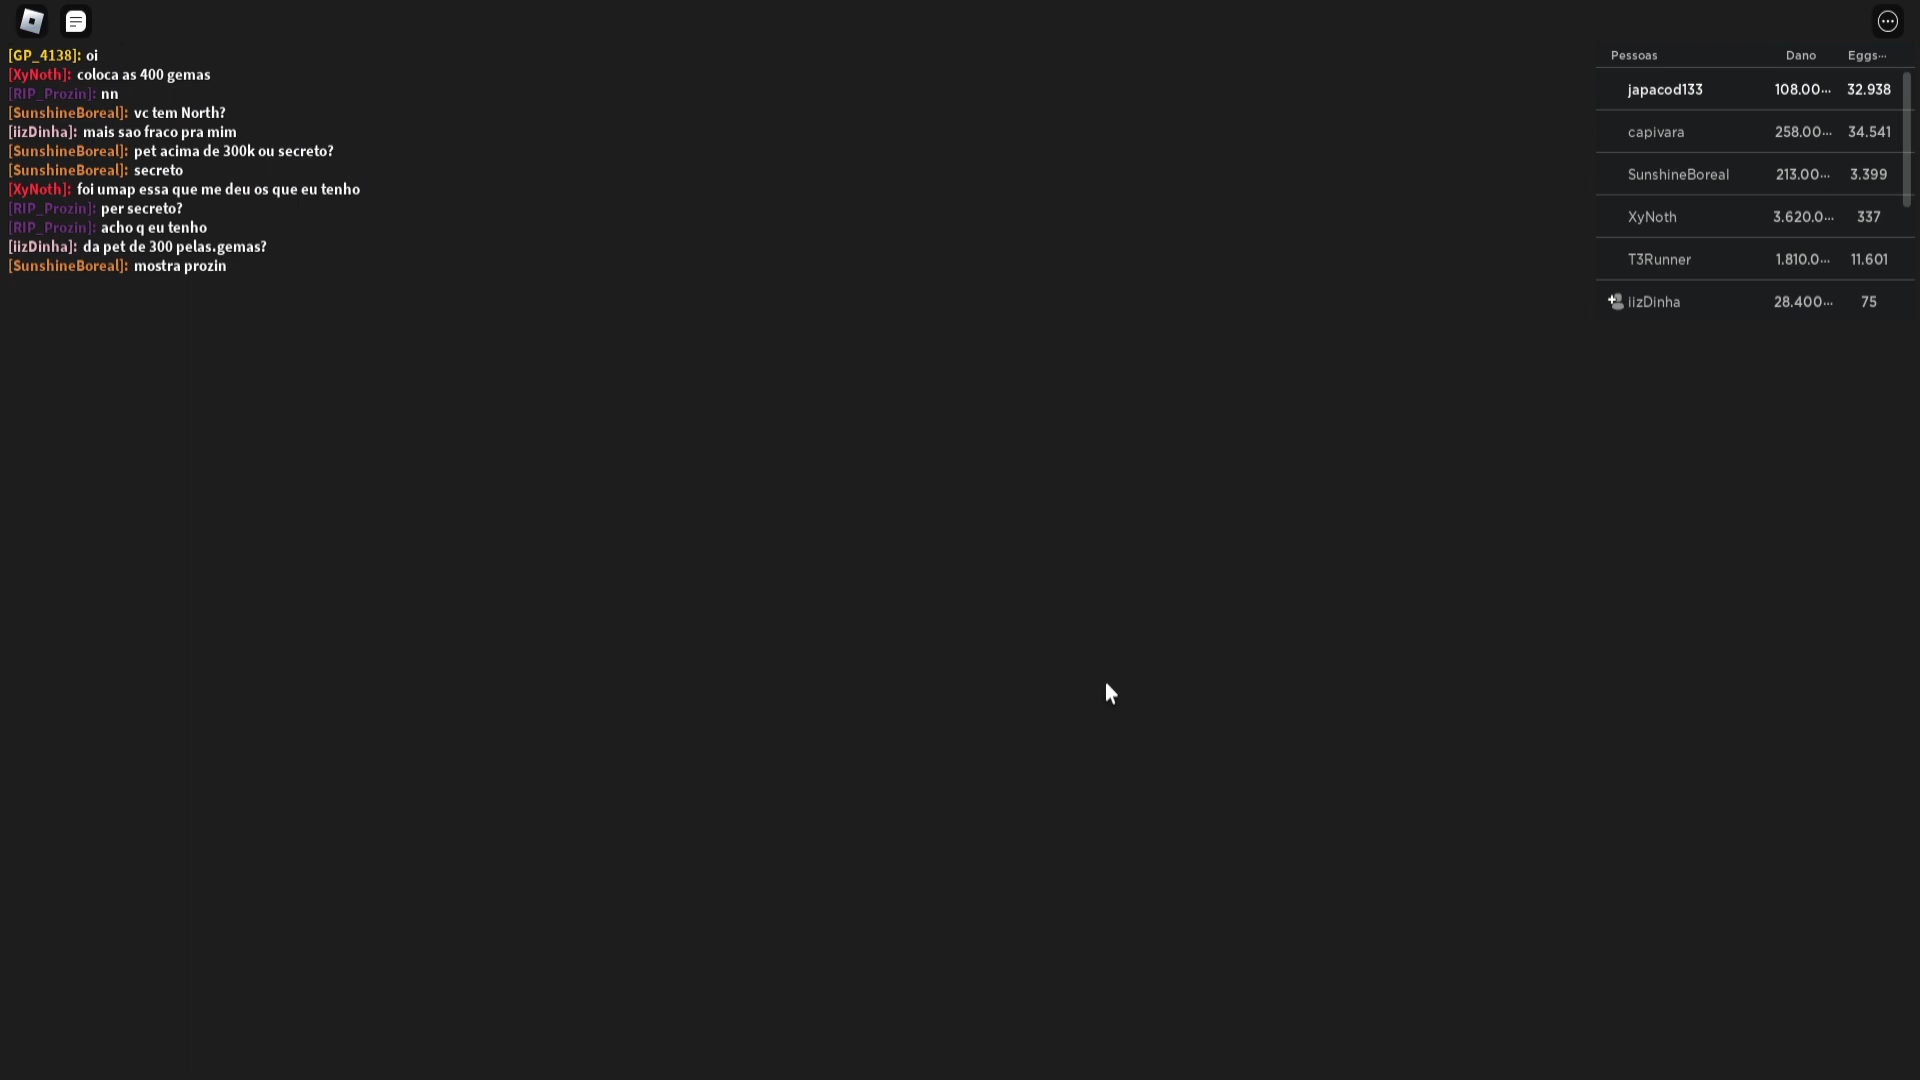 [GP_4138]: oi
[XyNoth]: coloca as 400 gemas
[RIP_Prozin]: nn
[SunshineBoreal]: vc tem North?
[iizDinha]: mais sao fraco pra mim
[SunshineBoreal]: pet acima de 300k ou secreto?
[SunshineBoreal]: secreto
[XyNoth]: foi umap essa que me deu os que eu tenho
[RIP_Prozin]: per secreto?
[RIP_Prozin]: acho q eu tenho
[iizDinha]: da pet de 300 pelas.gemas?
[SunshineBoreal]: mostra prozin
Pessoas Dano Eggs...
japacod133 108.00... 32.938
capivara 258.00... 34.541
SunshineBoreal 213.00... 3.399
XyNoth 3.620.0... 337
T3Runner 1.810.0... 11.601
iizDinha 28.400... 75